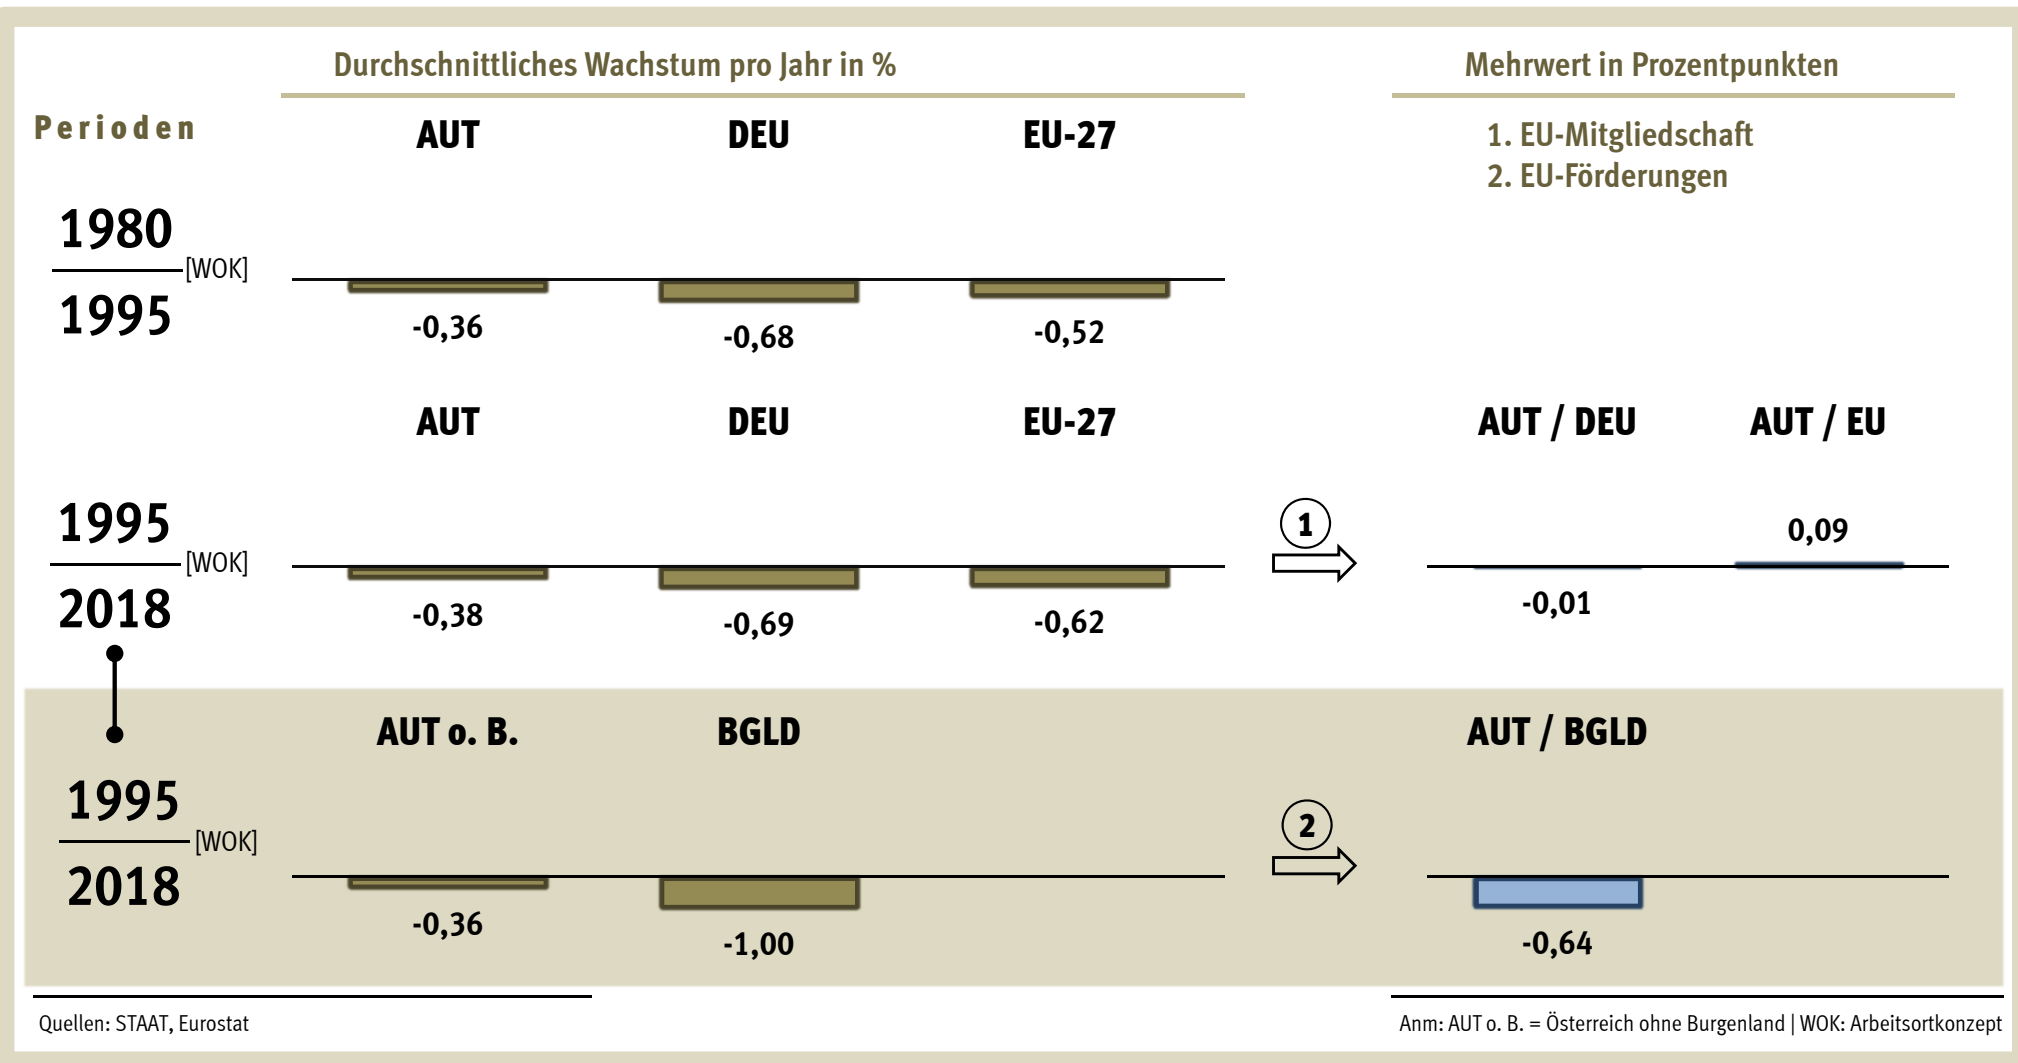 Durchschnittliches Wachstum pro Jahr in %
Mehrwert in Prozentpunkten
Perioden
AUT DEU EU-27
1. EU-Mitgliedschaft
2. EU-Förderungen
1980
[WOK]
1995
-0,36 -0,68 -0,52
AUT DEU EU-27 AUT / DEU AUT / EU
1995
[WOK]
2018
1
0,09
-0,38 -0,69 -0,62 -0,01
AUT o. B. BGLD AUT / BGLD
1995
[WOK]
2018
2
-0,36 -1,00 -0,64
Quellen: STAAT, Eurostat
Anm: AUT o. B. = Österreich ohne Burgenland | WOK: Arbeitsortkonzept